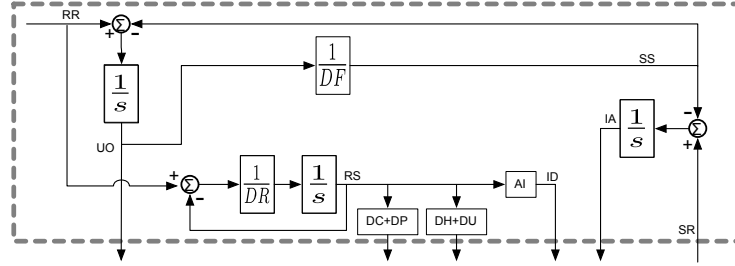 RR
+
−
Σ
1
s
UO
1
DF
SS
IA
1
s
−
Σ
+
SR
+
Σ
−
1
DR
1
s
RS
AI
ID
DC+DP
DH+DU